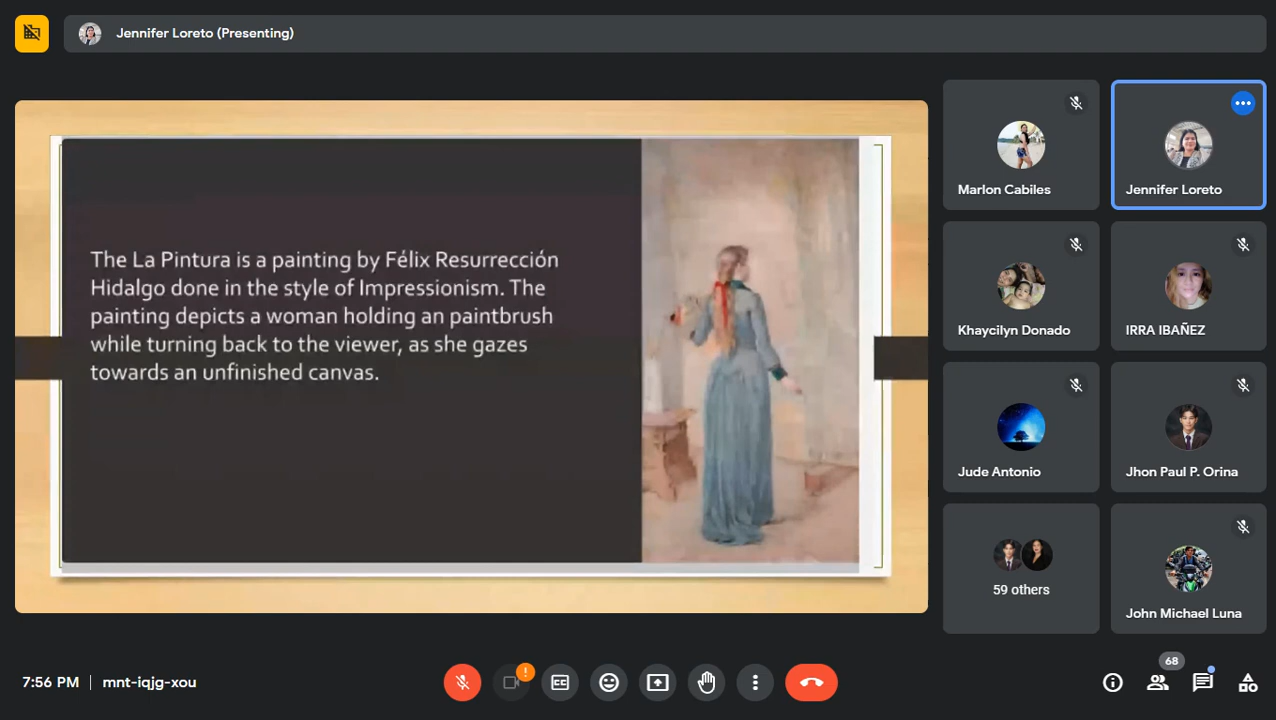 Jennifer Loreto (Presenting)
The La Pintura is a painting by Félix Resurrección
Hidalgo done in the style of Impressionism. The
painting depicts a woman holding an paintbrush
while turning back to the viewer, as she gazes
towards an unfinished canvas.
Marlon Cabiles
Jennifer Loreto
Khaycilyn Donado
IRRA IBAÑEZ
Jude Antonio
Jhon Paul P. Orina
59 others
John Michael Luna
7:56 PM | mnt-iqjg-xou
!
CC
68